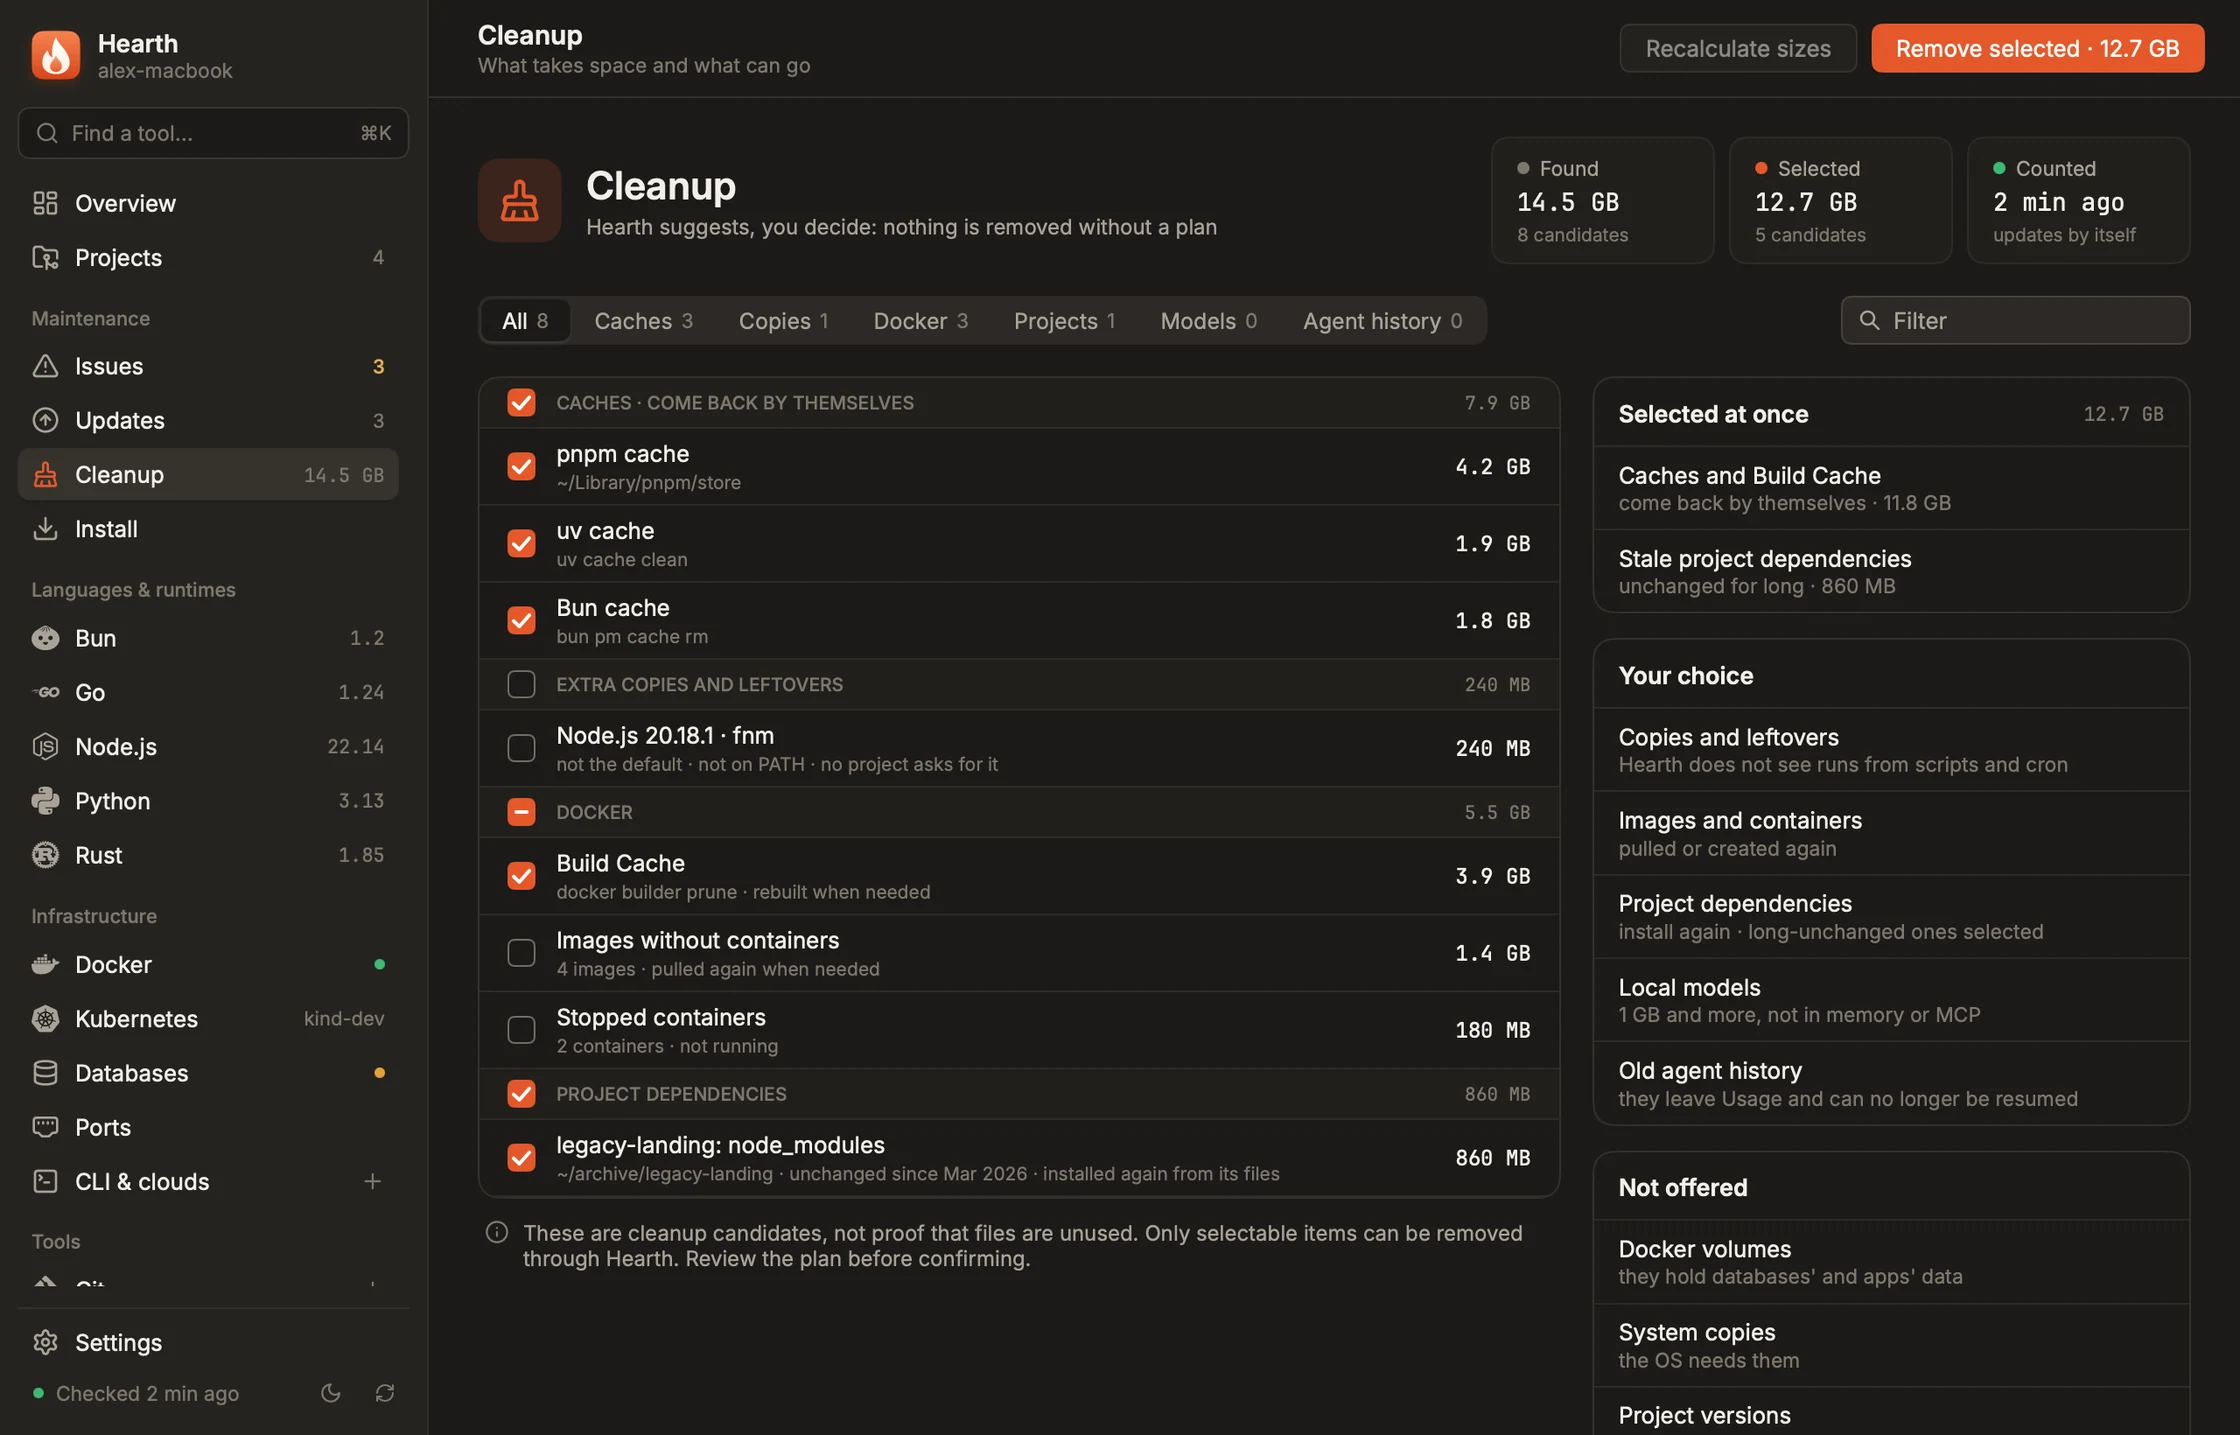 Hearth
alex-macbook
Find a tool...
⌘K
Overview
Projects 4
Maintenance
Issues 3
Updates 3
Cleanup 14.5 GB
Install
Languages & runtimes
Bun 1.2
Go 1.24
Node.js 22.14
Python 3.13
Rust 1.85
Infrastructure
Docker
Kubernetes kind-dev
Databases
Ports
CLI & clouds
Tools
Settings
Checked 2 min ago
Cleanup
What takes space and what can go
Recalculate sizes
Remove selected · 12.7 GB
Cleanup
Hearth suggests, you decide: nothing is removed without a plan
Found
14.5 GB
8 candidates
Selected
12.7 GB
5 candidates
Counted
2 min ago
updates by itself
All 8 Caches 3 Copies 1 Docker 3 Projects 1 Models 0 Agent history 0
Filter
CACHES · COME BACK BY THEMSELVES 7.9 GB
pnpm cache
~/Library/pnpm/store
4.2 GB
uv cache
uv cache clean
1.9 GB
Bun cache
bun pm cache rm
1.8 GB
EXTRA COPIES AND LEFTOVERS 240 MB
Node.js 20.18.1 · fnm
not the default · not on PATH · no project asks for it
240 MB
DOCKER 5.5 GB
Build Cache
docker builder prune · rebuilt when needed
3.9 GB
Images without containers
4 images · pulled again when needed
1.4 GB
Stopped containers
2 containers · not running
180 MB
PROJECT DEPENDENCIES 860 MB
legacy-landing: node_modules
~/archive/legacy-landing · unchanged since Mar 2026 · installed again from its files
860 MB
These are cleanup candidates, not proof that files are unused. Only selectable items can be removed
through Hearth. Review the plan before confirming.
Selected at once 12.7 GB
Caches and Build Cache
come back by themselves · 11.8 GB
Stale project dependencies
unchanged for long · 860 MB
Your choice
Copies and leftovers
Hearth does not see runs from scripts and cron
Images and containers
pulled or created again
Project dependencies
install again · long-unchanged ones selected
Local models
1 GB and more, not in memory or MCP
Old agent history
they leave Usage and can no longer be resumed
Not offered
Docker volumes
they hold databases' and apps' data
System copies
the OS needs them
Project versions